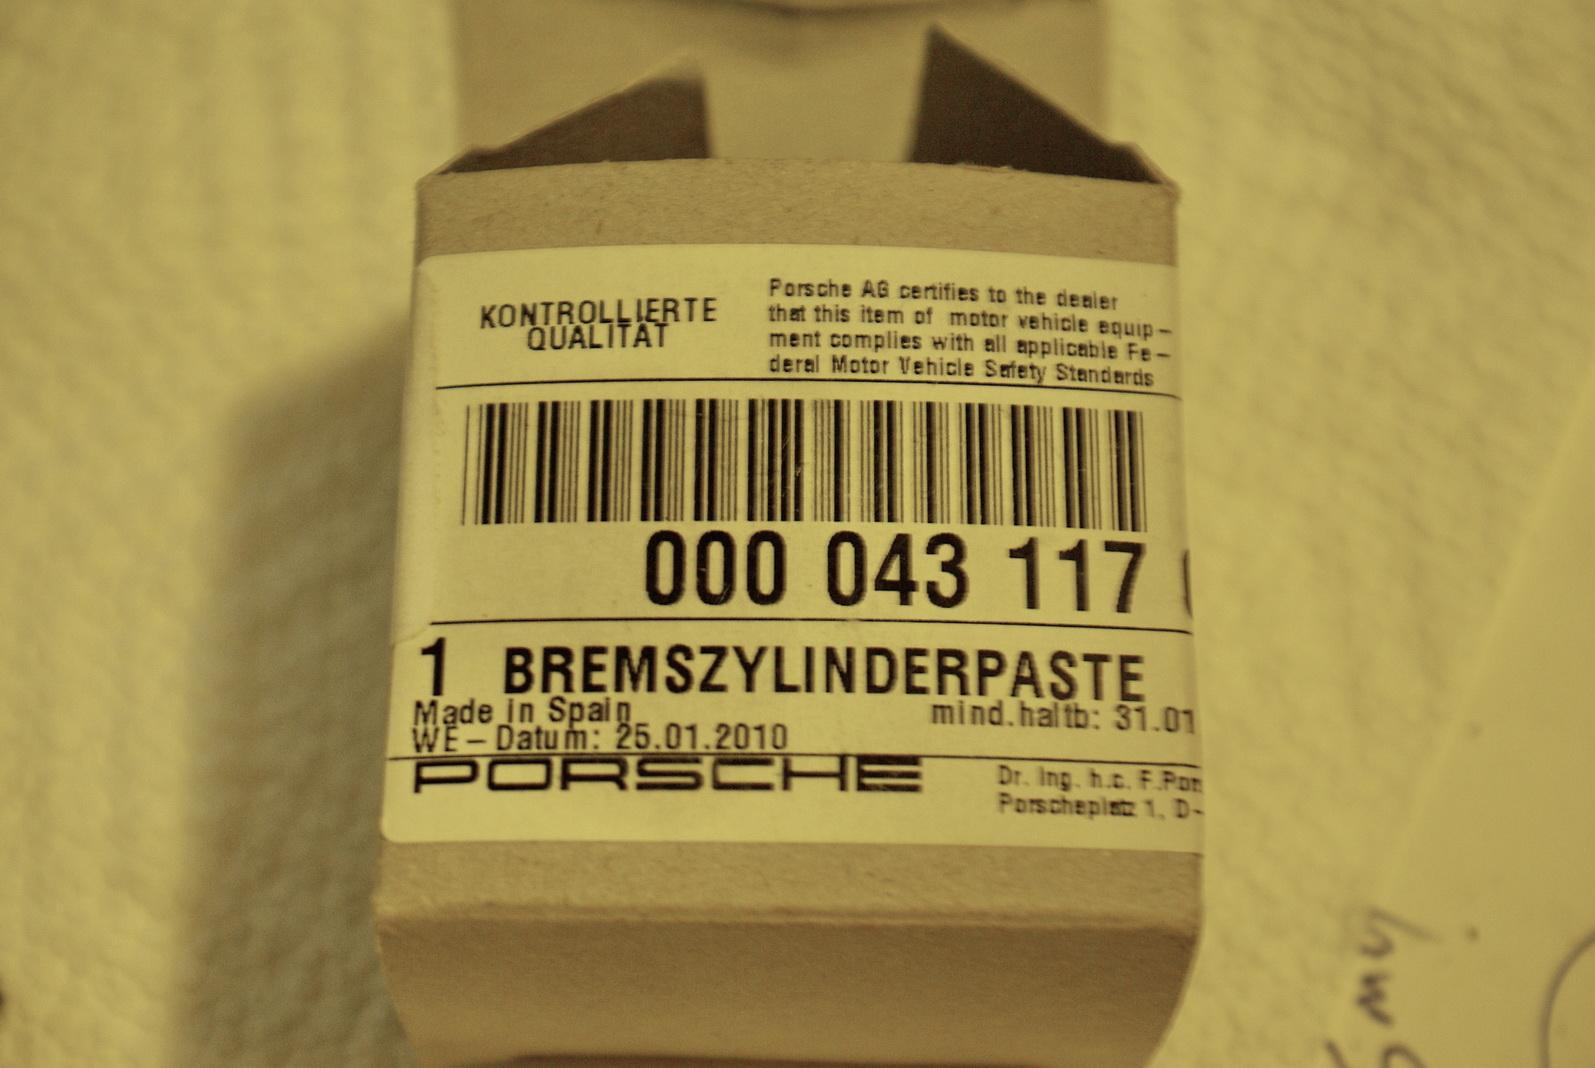 KONTROLLIERTE
QUALITÄT
Porsche AG certifies to the dealer
that this item of motor vehicle equip-
ment complies with all applicable Fe-
deral Motor Vehicle Safety Standards
000 043 117
1 BREMSZYLINDERPASTE
Made in Spain
mind.haltb: 31.01
WE-Datum: 25.01.2010
PORSCHE
Dr. Ing. h.c. F.Por
Porscheplatz 1, D-